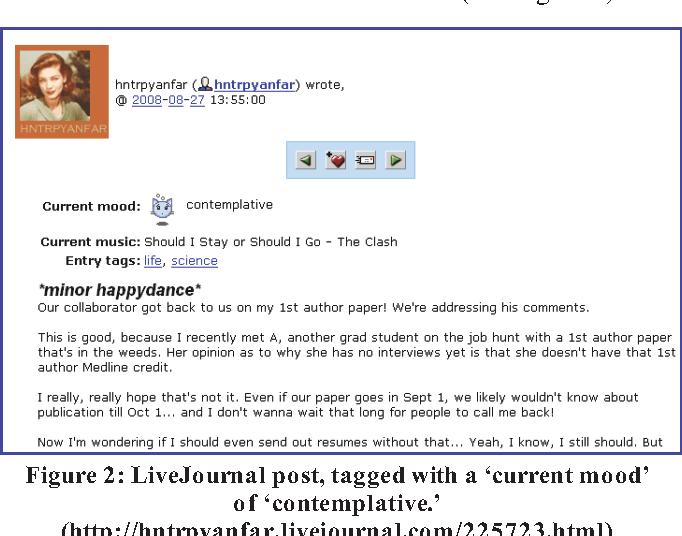 HNTRPYANFAR
hntrpyanfar (hntrpyanfar) wrote,
@ 2008-08-27 13:55:00
Current mood: contemplative
Current music: Should I Stay or Should I Go - The Clash
Entry tags: life, science
*minor happydance*
Our collaborator got back to us on my 1st author paper! We're addressing his comments.
This is good, because I recently met A, another grad student on the job hunt with a 1st author paper
that's in the weeds. Her opinion as to why she has no interviews yet is that she doesn't have that 1st
author Medline credit.
I really, really hope that's not it. Even if our paper goes in Sept 1, we likely wouldn't know about
publication till Oct 1... and I don't wanna wait that long for people to call me back!
Now I'm wondering if I should even send out resumes without that... Yeah, I know, I still should. But
Figure 2: LiveJournal post, tagged with a ‘current mood’
of ‘contemplative.’
(http://hntrpyanfar.livejournal.com/225723.html)